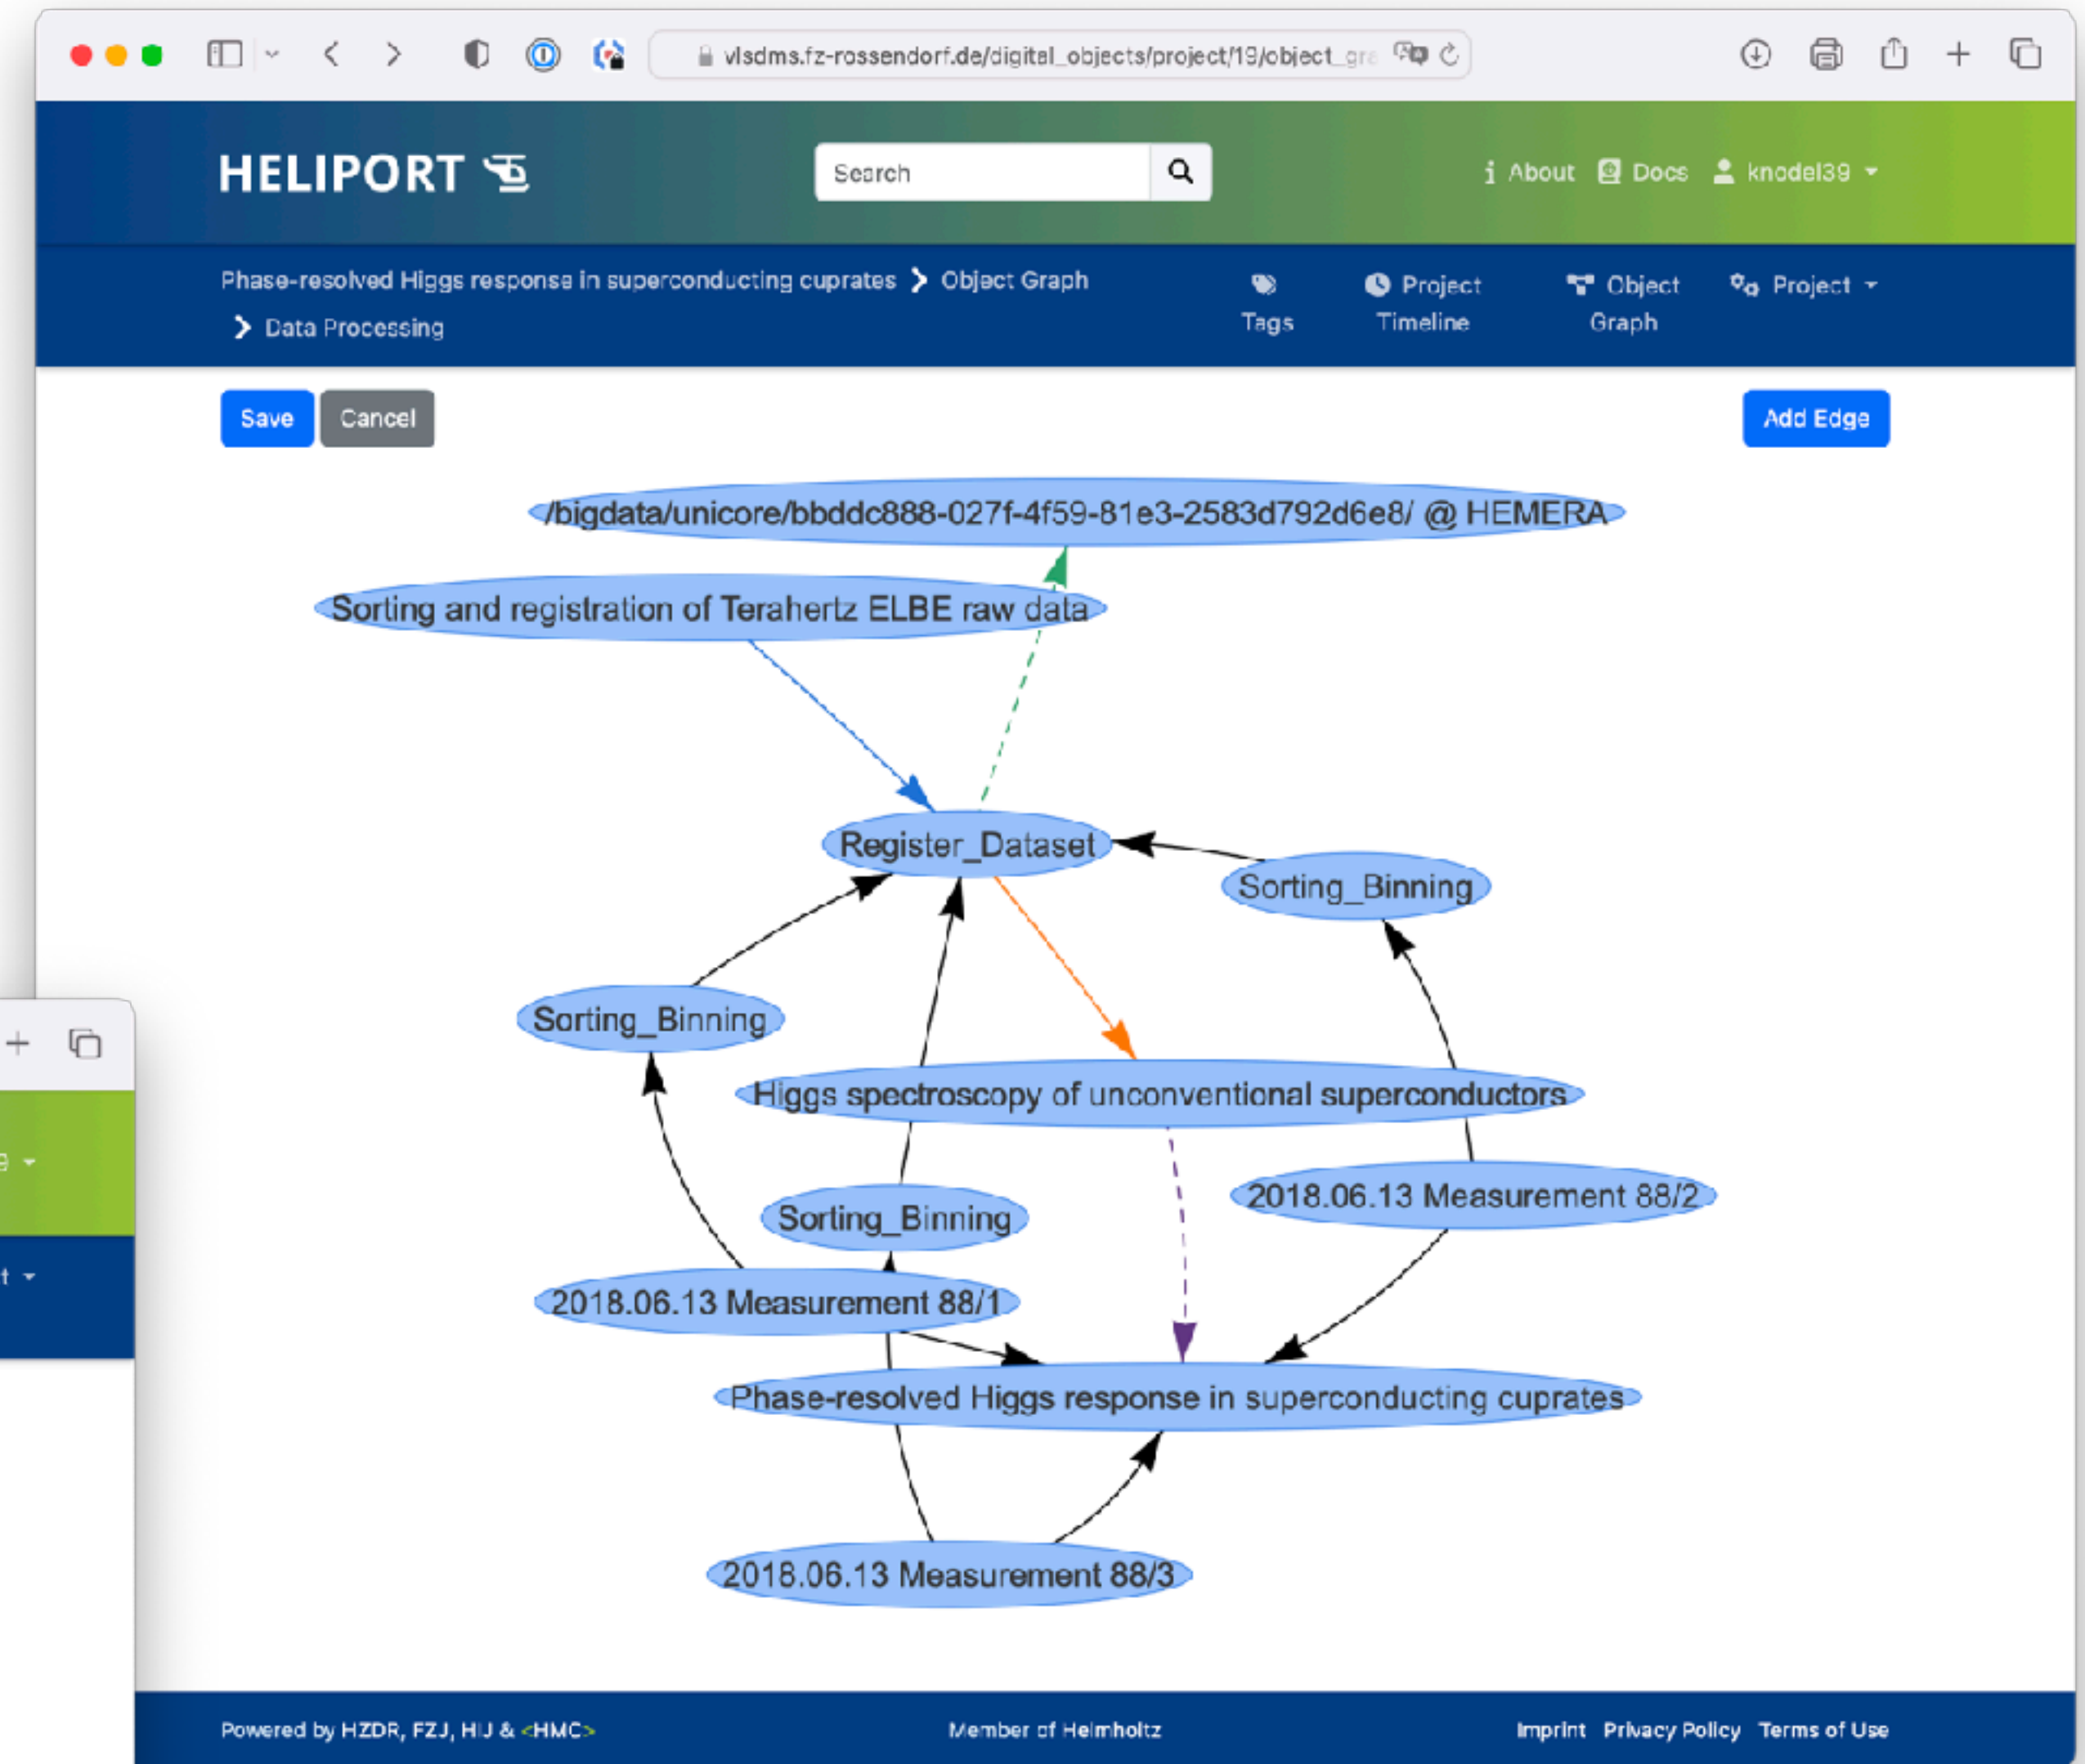 vlsdms.fz-rossendorf.de/digital_objects/project/19/object_gra
HELIPORT
Search
About Docs knodel39
Phase-resolved Higgs response in superconducting cuprates Object Graph
Data Processing
Tags
Project
Timeline
Object
Graph
Project
Save Cancel
Add Edge
/bigdata/unicore/bbddc888-027f-4f59-81e3-2583d792d6e8/ @ HEMERA
Sorting and registration of Terahertz ELBE raw data
Register_Dataset
Sorting_Binning
Sorting_Binning
Higgs spectroscopy of unconventional superconductors
2018.06.13 Measurement 88/2
Sorting_Binning
2018.06.13 Measurement 88/1
Phase-resolved Higgs response in superconducting cuprates
2018.06.13 Measurement 88/3
9
t
Powered by HZDR, FZJ, HIJ & <HMC>
Member of Helmholtz
Imprint Privacy Policy Terms of Use